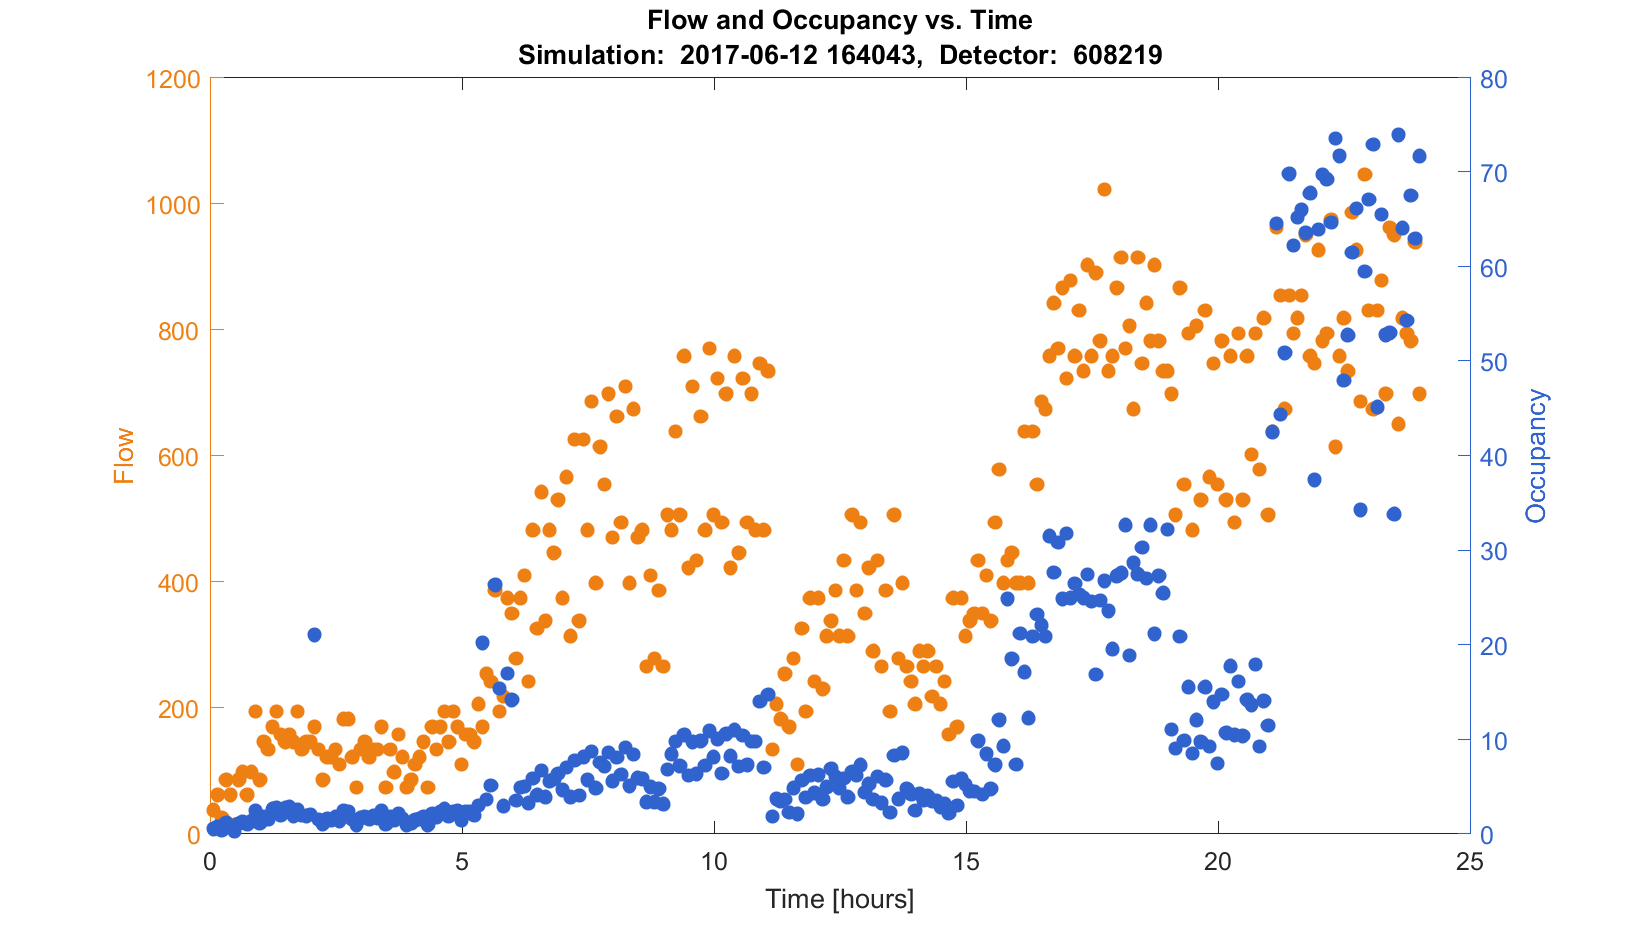 Flow and Occupancy vs. Time
Simulation:  2017-06-12 164043,  Detector:  608219
1200
1000
800
600
400
200
0
Flow
80
70
60
50
40
30
20
10
0
Occupancy
0 5 10 15 20 25
Time [hours]